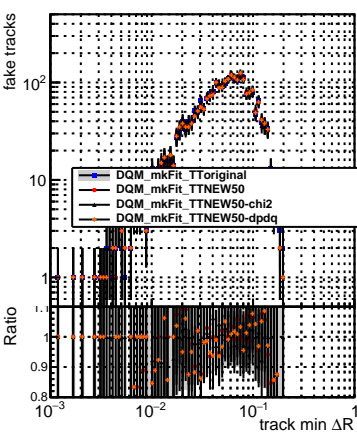 fake tracks
10²
10
1
DQM_mkFit_TToriginal
DQM_mkFit_TTNEW50
DQM_mkFit_TTNEW50-chi2
DQM_mkFit_TTNEW50-dpdq
Ratio
1.1
1
0.9
0.8
10⁻³ 10⁻² 10⁻¹ 1
track min ΔR